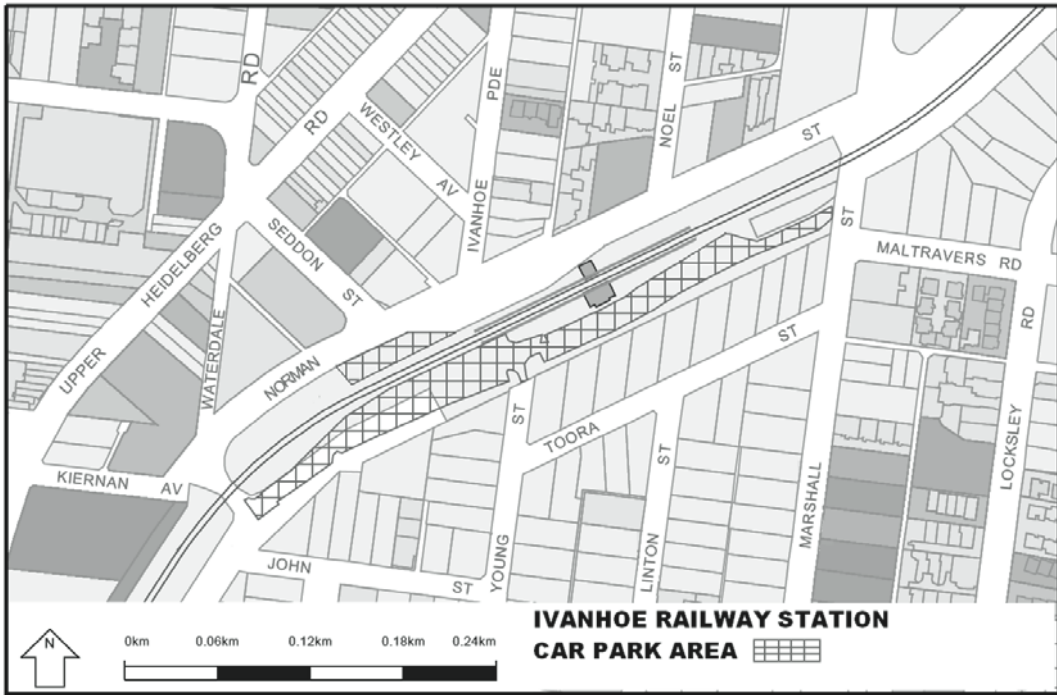 RD
RD
WESTLEY
AV
PDE
IVANHOE
NOEL ST
ST
ST
MALTRAVERS RD
SEDDON
ST
UPPER
HEIDELBERG
WATERDALE
NORMAN
RD
ST
ST
TOORA
ST
KIERNAN AV
JOHN
ST
YOUNG
LINTON
MARSHALL
LOCKSLEY
IVANHOE RAILWAY STATION
CAR PARK AREA
N
0km 0.06km 0.12km 0.18km 0.24km